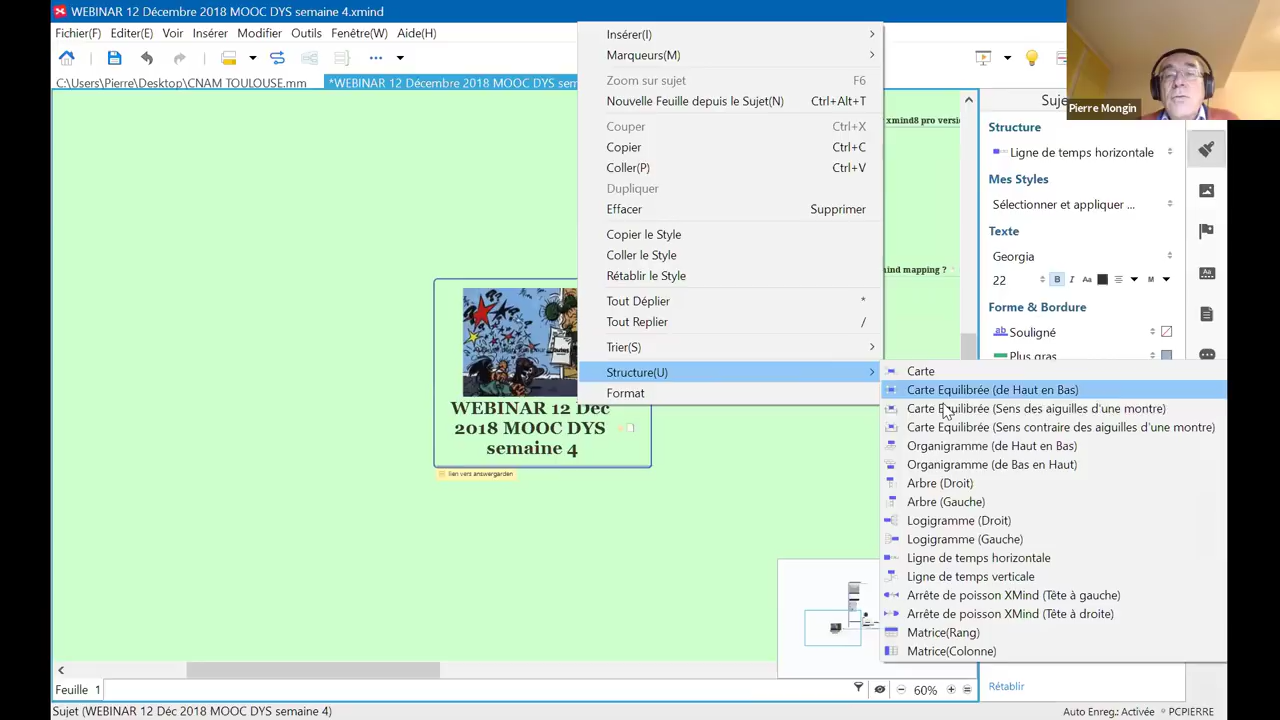 WEBINAR 12 Décembre 2018 MOOC DYS semaine 4.xmind
Fichier(F) Editer(E) Voir Insérer Modifier Outils Fenêtre(W) Aide(H)
C:\Users\Pierre\Desktop\CNAM TOULOUSE.mm
*WEBINAR 12 Décembre 2018 MOOC DYS sem
Pierre Mongin
Insérer(I)
Marqueurs(M)
Zoom sur sujet F6
Nouvelle Feuille depuis le Sujet(N) Ctrl+Alt+T
Couper Ctrl+X
Copier Ctrl+C
Coller(P) Ctrl+V
Dupliquer
Effacer Supprimer
Copier le Style
Coller le Style
Rétablir le Style
Tout Déplier *
Tout Replier /
Trier(S)
Structure(U)
Format
Carte
Carte Equilibrée (de Haut en Bas)
Carte Equilibrée (Sens des aiguilles d'une montre)
Carte Equilibrée (Sens contraire des aiguilles d'une montre)
Organigramme (de Haut en Bas)
Organigramme (de Bas en Haut)
Arbre (Droit)
Arbre (Gauche)
Logigramme (Droit)
Logigramme (Gauche)
Ligne de temps horizontale
Ligne de temps verticale
Arrête de poisson XMind (Tête à gauche)
Arrête de poisson XMind (Tête à droite)
Matrice(Rang)
Matrice(Colonne)
xmind8 pro versi
ind mapping ?
WEBINAR 12 Déc
2018 MOOC DYS
semaine 4
lien vers answergarden
Suje
Structure
Ligne de temps horizontale
Mes Styles
Sélectionner et appliquer ...
Texte
Georgia
22 B I Aa M
Forme & Bordure
ab Souligné
Plus gras
Rétablir
Feuille 1
60%
Sujet (WEBINAR 12 Déc 2018 MOOC DYS semaine 4)
Auto Enreg.: Activée PCPIERRE